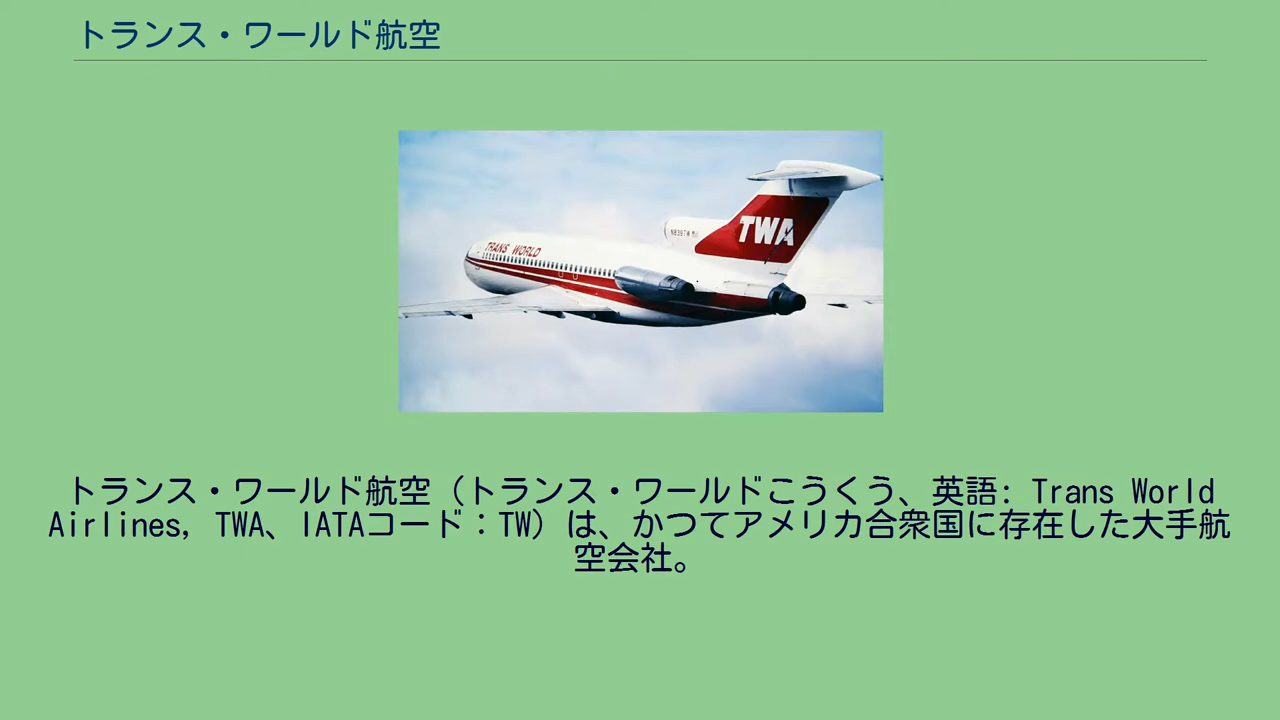 トランス・ワールド航空
TRANS WORLD
TWA
トランス・ワールド航空（トランス・ワールドこうくう、英語: Trans World
Airlines, TWA、IATAコード：TW）は、かつてアメリカ合衆国に存在した大手航
空会社。